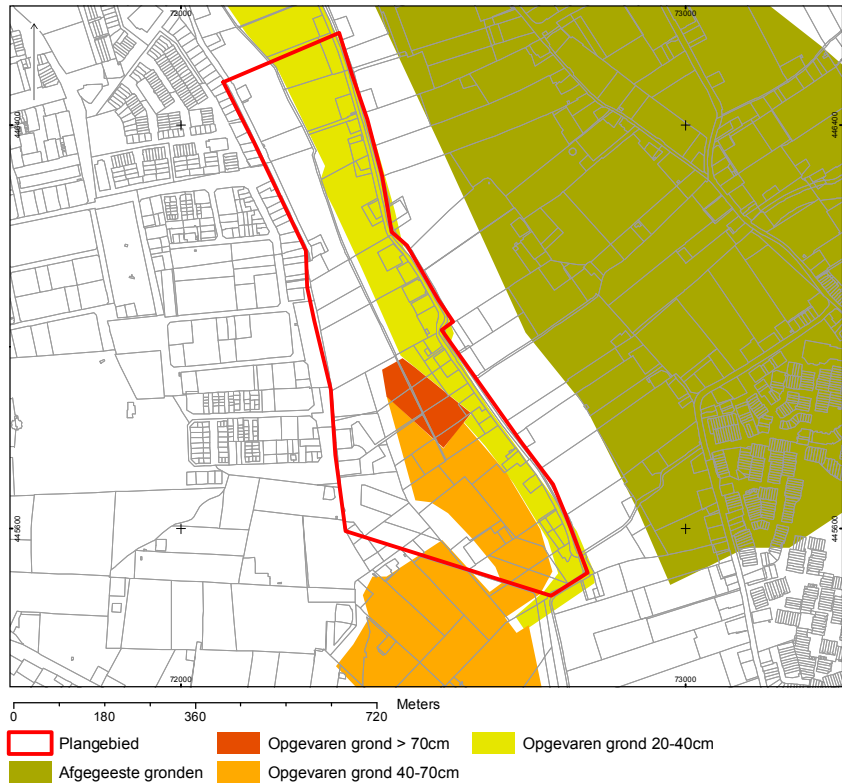 72000 73000
446400 446400
445600 445600
72000 73000
Meters
0 180 360 720
Plangebied Opgevaren grond > 70cm Opgevaren grond 20-40cm
Afgegeeste gronden Opgevaren grond 40-70cm